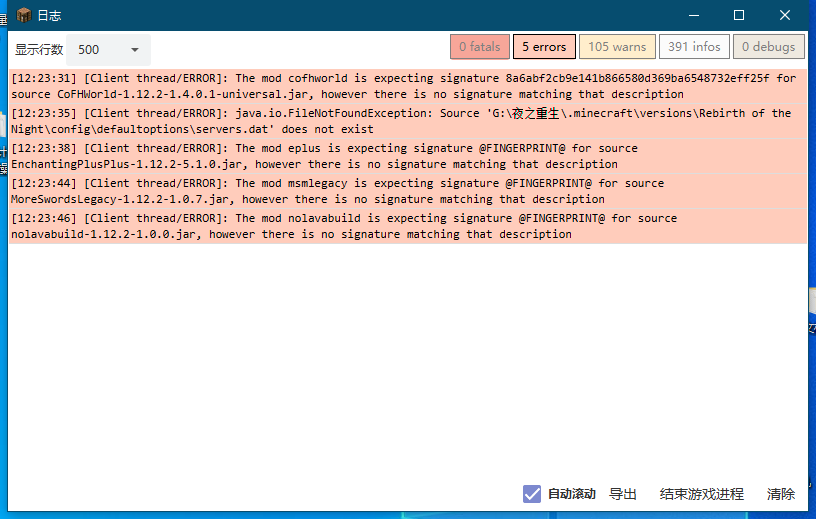 日志
显示行数 500 0 fatals 5 errors 105 warns 391 infos 0 debugs
[12:23:31] [Client thread/ERROR]: The mod cofhworld is expecting signature 8a6abf2cb9e141b866580d369ba6548732eff25f for
source CoFHWorld-1.12.2-1.4.0.1-universal.jar, however there is no signature matching that description
[12:23:35] [Client thread/ERROR]: java.io.FileNotFoundException: Source 'G:\夜之重生\.minecraft\versions\Rebirth of the
Night\config\defaultoptions\servers.dat' does not exist
[12:23:38] [Client thread/ERROR]: The mod eplus is expecting signature @FINGERPRINT@ for source
EnchantingPlusPlus-1.12.2-5.1.0.jar, however there is no signature matching that description
[12:23:44] [Client thread/ERROR]: The mod msmlegacy is expecting signature @FINGERPRINT@ for source
MoreSwordsLegacy-1.12.2-1.0.7.jar, however there is no signature matching that description
[12:23:46] [Client thread/ERROR]: The mod nolavabuild is expecting signature @FINGERPRINT@ for source
nolavabuild-1.12.2-1.0.0.jar, however there is no signature matching that description
自动滚动 导出 结束游戏进程 清除